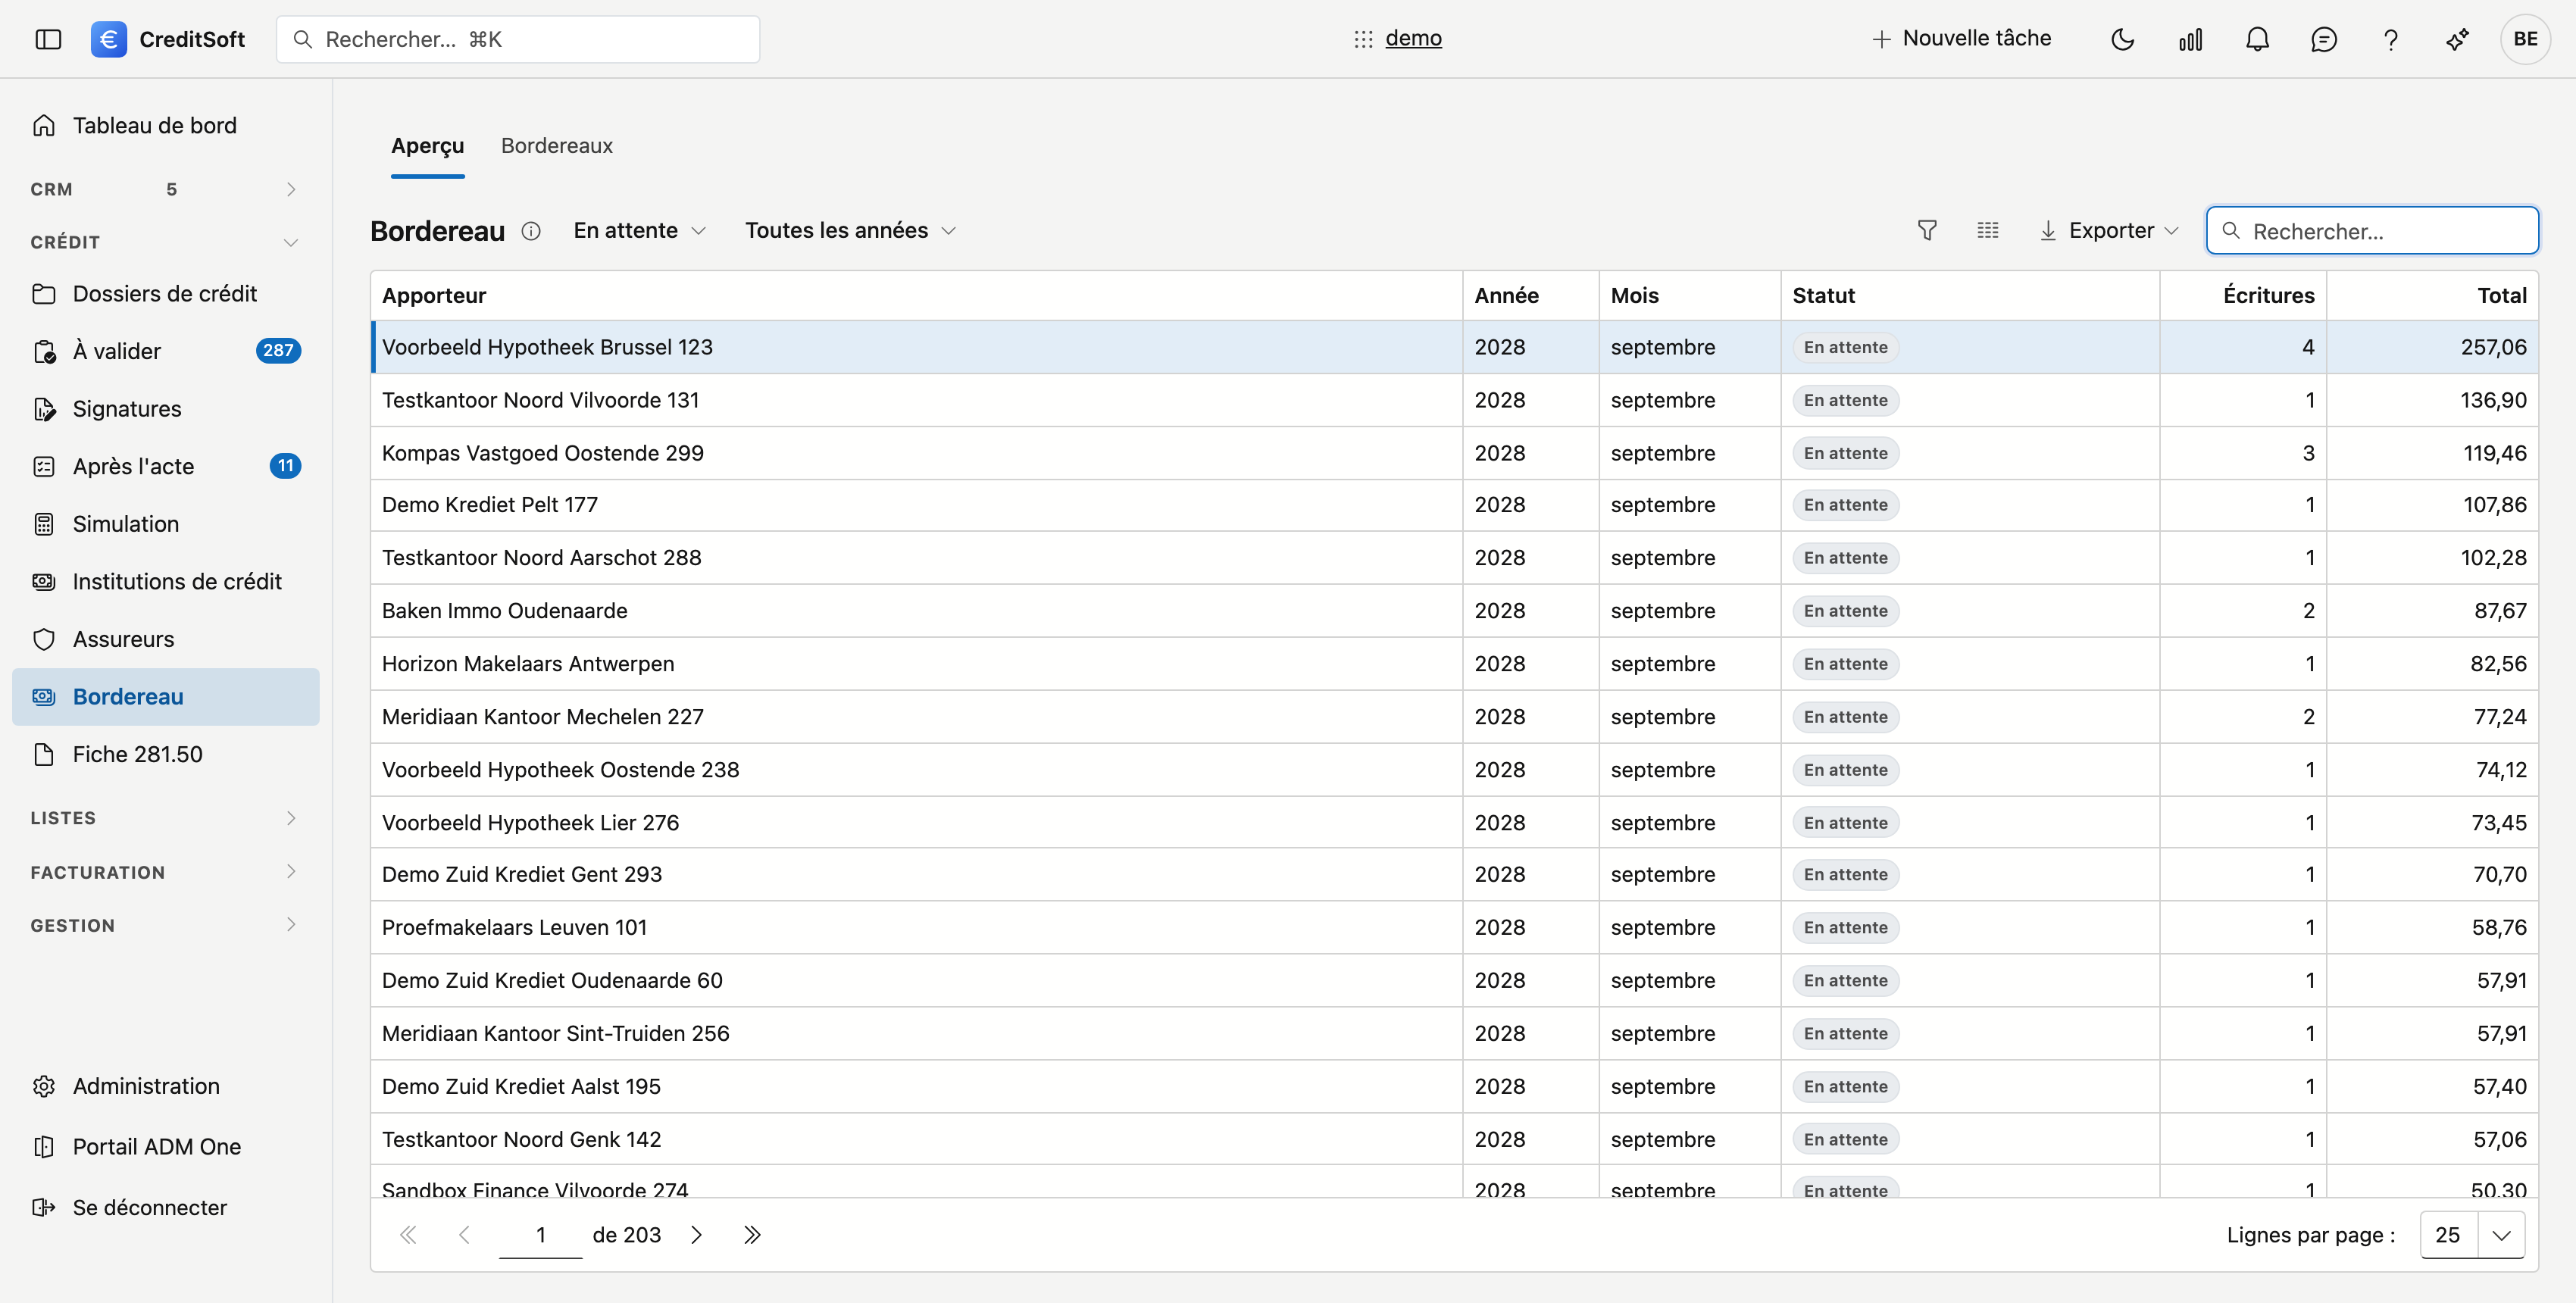 CreditSoft
Rechercher... ⌘K
demo
Nouvelle tâche
BE
Tableau de bord
CRM 5
CRÉDIT
Dossiers de crédit
À valider 287
Signatures
Après l'acte 11
Simulation
Institutions de crédit
Assureurs
Bordereau
Fiche 281.50
LISTES
FACTURATION
GESTION
Administration
Portail ADM One
Se déconnecter
Aperçu Bordereaux
Bordereau En attente Toutes les années Exporter Rechercher...
Apporteur Année Mois Statut Écritures Total
Voorbeeld Hypotheek Brussel 123 2028 septembre En attente 4 257,06
Testkantoor Noord Vilvoorde 131 2028 septembre En attente 1 136,90
Kompas Vastgoed Oostende 299 2028 septembre En attente 3 119,46
Demo Krediet Pelt 177 2028 septembre En attente 1 107,86
Testkantoor Noord Aarschot 288 2028 septembre En attente 1 102,28
Baken Immo Oudenaarde 2028 septembre En attente 2 87,67
Horizon Makelaars Antwerpen 2028 septembre En attente 1 82,56
Meridiaan Kantoor Mechelen 227 2028 septembre En attente 2 77,24
Voorbeeld Hypotheek Oostende 238 2028 septembre En attente 1 74,12
Voorbeeld Hypotheek Lier 276 2028 septembre En attente 1 73,45
Demo Zuid Krediet Gent 293 2028 septembre En attente 1 70,70
Proefmakelaars Leuven 101 2028 septembre En attente 1 58,76
Demo Zuid Krediet Oudenaarde 60 2028 septembre En attente 1 57,91
Meridiaan Kantoor Sint-Truiden 256 2028 septembre En attente 1 57,91
Demo Zuid Krediet Aalst 195 2028 septembre En attente 1 57,40
Testkantoor Noord Genk 142 2028 septembre En attente 1 57,06
Sandbox Finance Vilvoorde 274 2028 septembre En attente 1 50,30
1 de 203
Lignes par page : 25